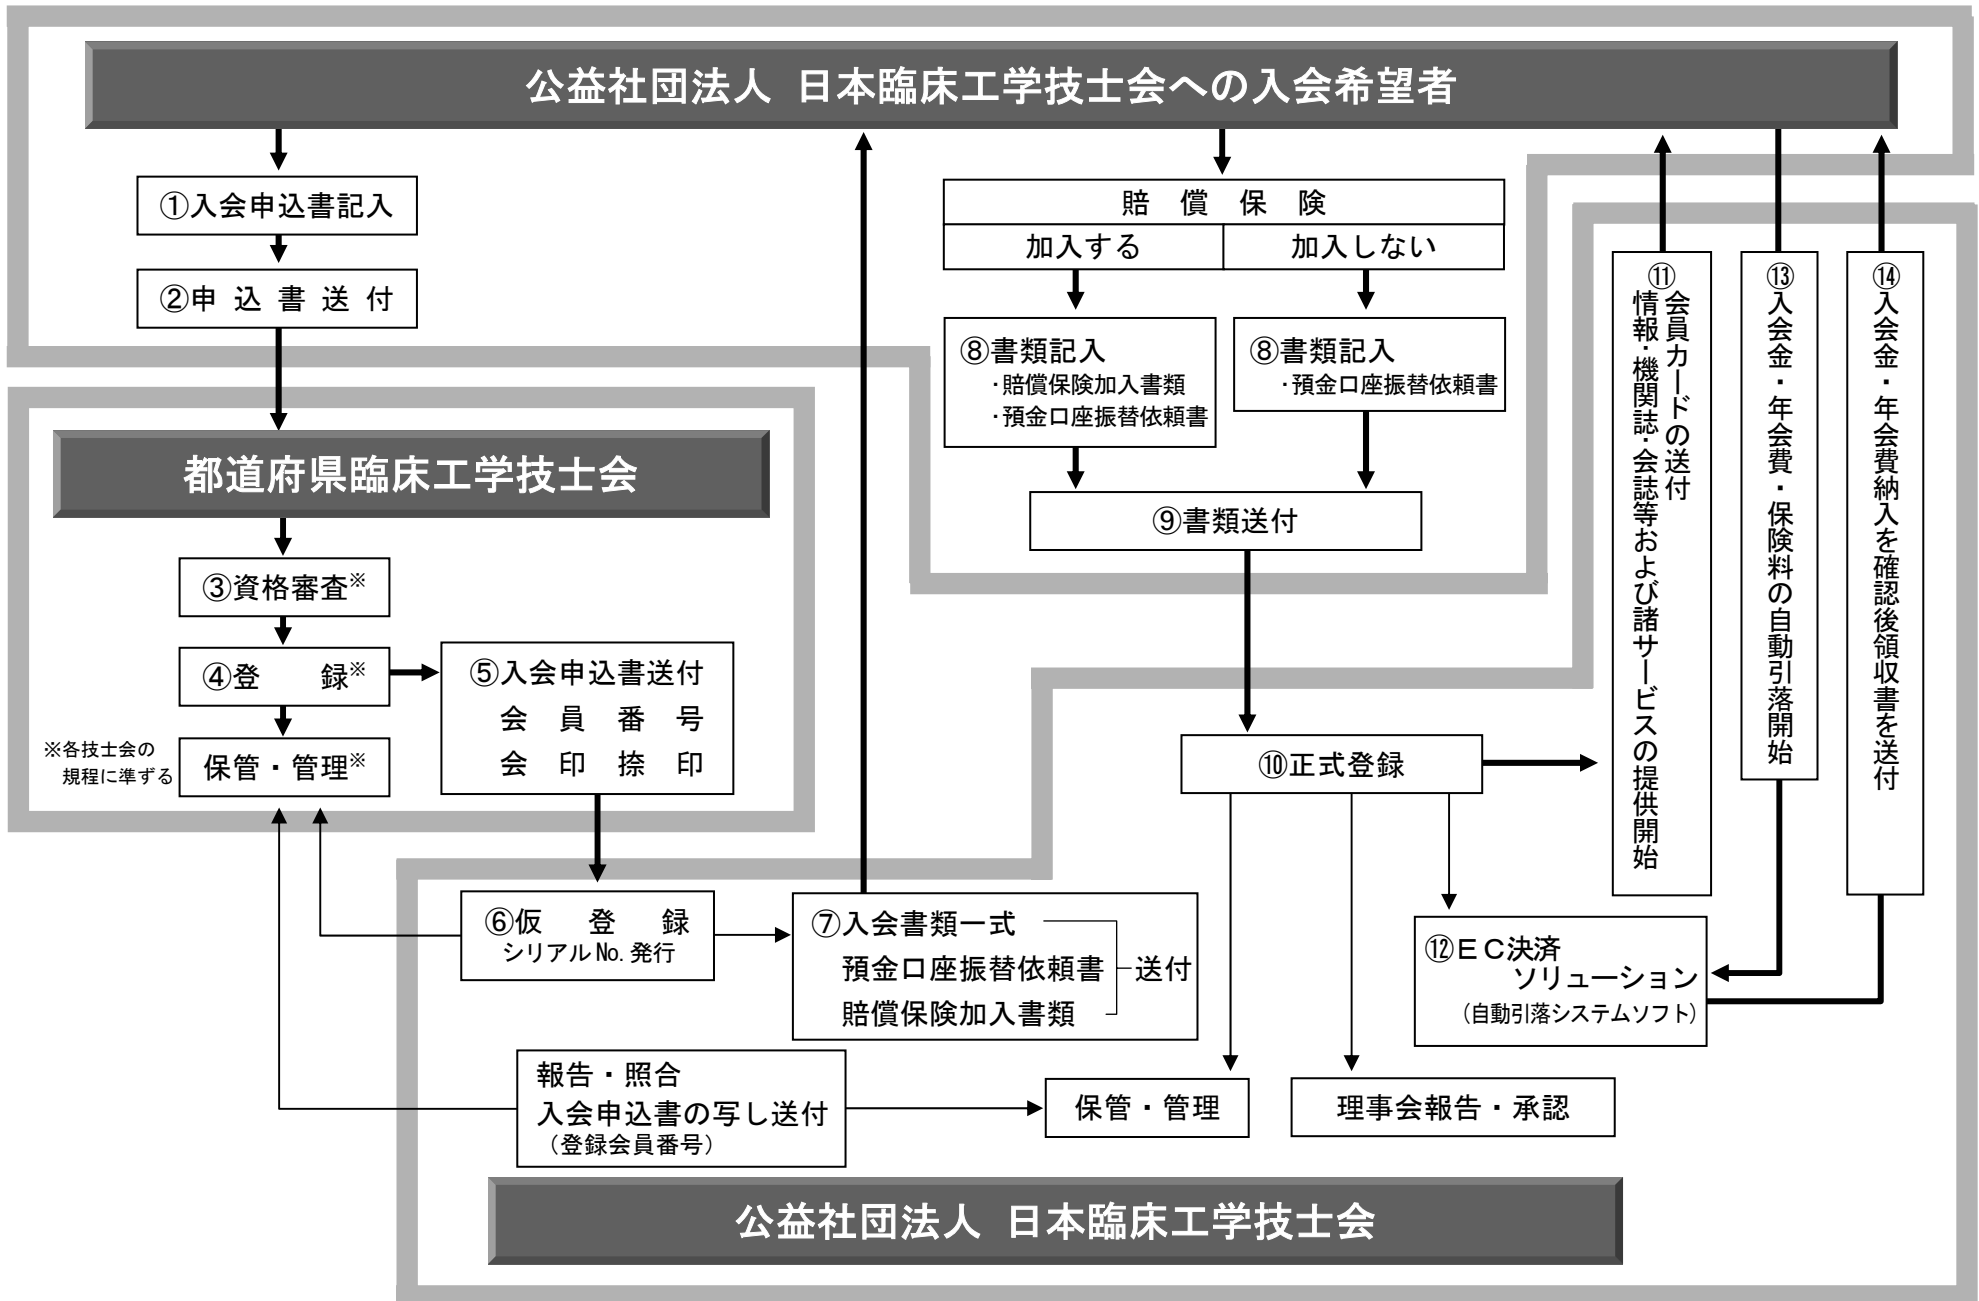 公益社団法人 日本臨床工学技士会への入会希望者
①入会申込書記入
②申込書送付
都道府県臨床工学技士会
③資格審査※
④登　録※
保管・管理※
※各技士会の
規程に準ずる
⑤入会申込書送付
会員番号
会印捺印
⑥仮登録
シリアルNo.発行
⑦入会書類一式
預金口座振替依頼書
賠償保険加入書類
送付
賠償保険
加入する
加入しない
⑧書類記入
・賠償保険加入書類
・預金口座振替依頼書
⑧書類記入
・預金口座振替依頼書
⑨書類送付
⑩正式登録
⑪
会員カードの送付
情報・機関誌・会誌等および諸サービスの提供開始
⑫EC決済
ソリューション
（自動引落システムソフト）
⑬
入会金・年会費・保険料の自動引落開始
⑭
入会金・年会費納入を確認後領収書を送付
報告・照合
入会申込書の写し送付
（登録会員番号）
保管・管理
理事会報告・承認
公益社団法人 日本臨床工学技士会